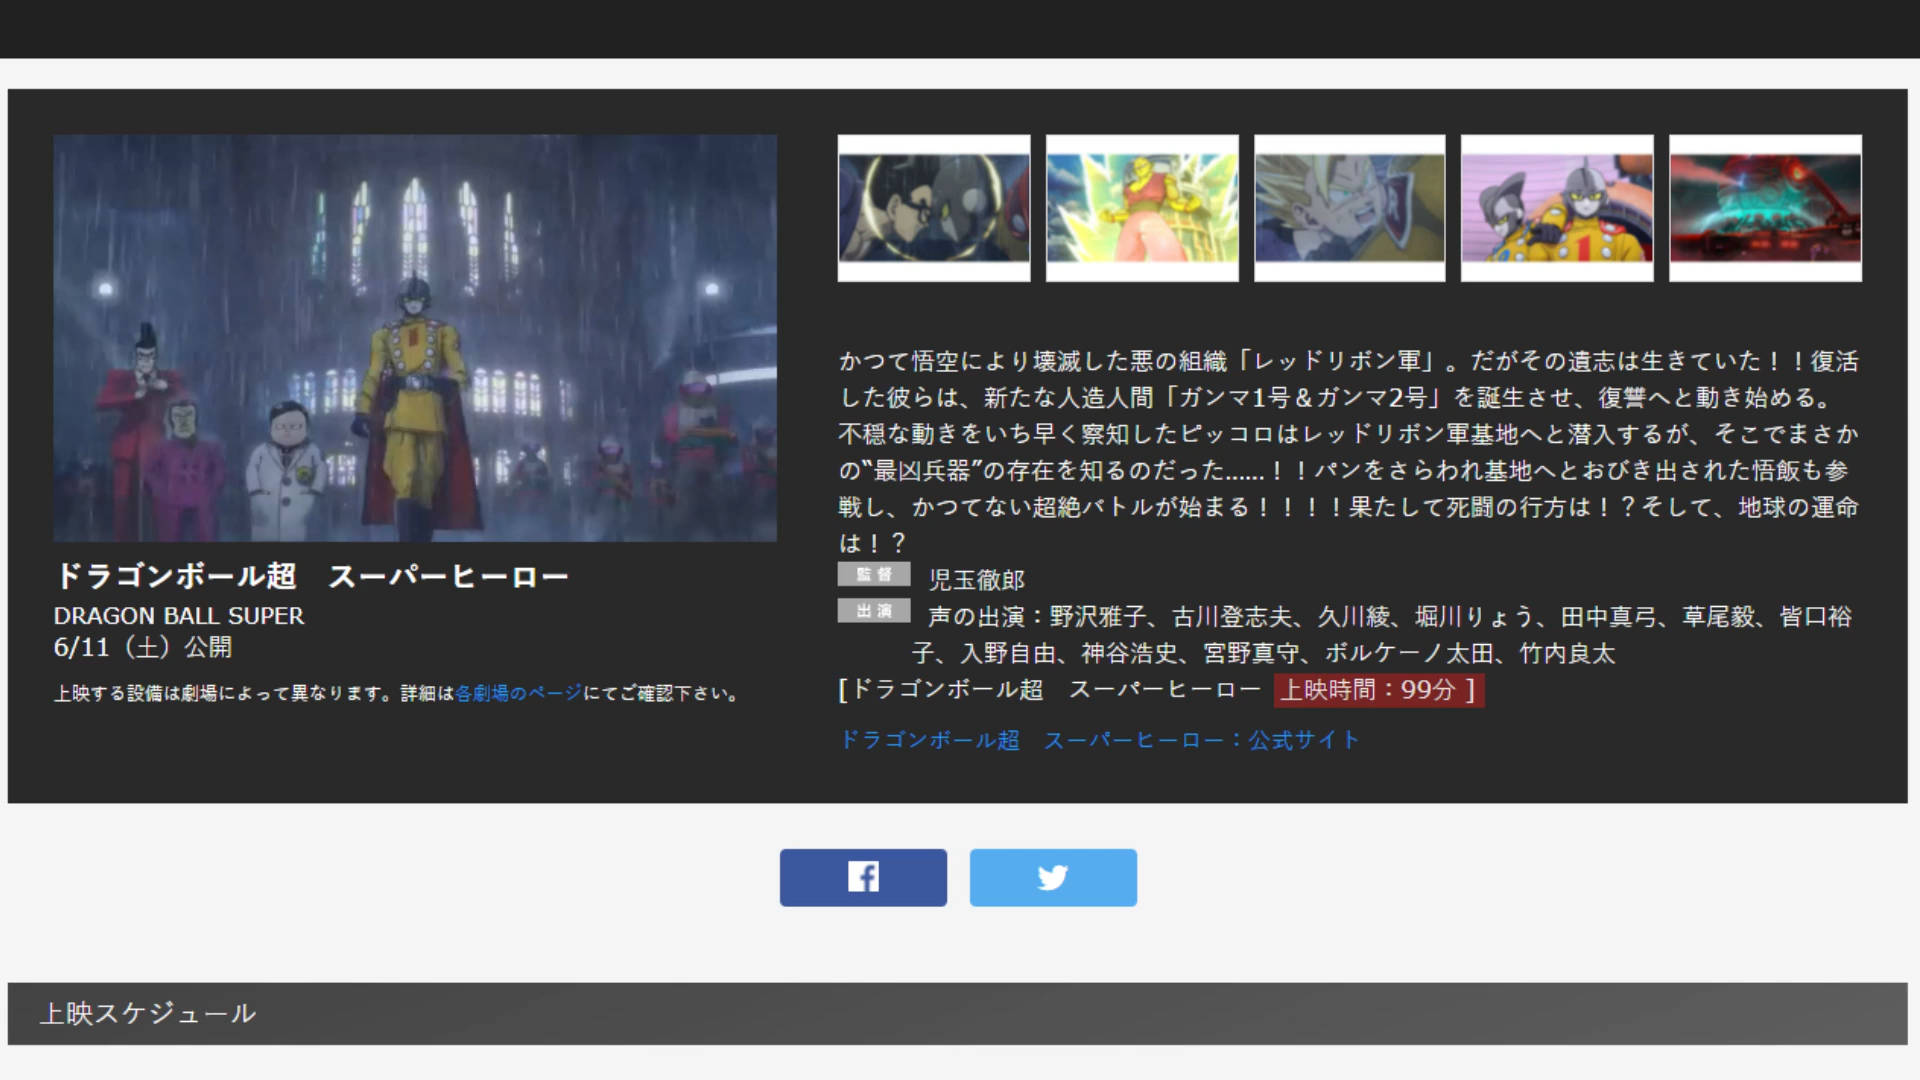 ドラゴンボール超　スーパーヒーロー
DRAGON BALL SUPER
6/11（土）公開
上映する設備は劇場によって異なります。詳細は各劇場のページにてご確認下さい。
かつて悟空により壊滅した悪の組織「レッドリボン軍」。だがその遺志は生きていた！！復活
した彼らは、新たな人造人間「ガンマ1号＆ガンマ2号」を誕生させ、復讐へと動き始める。
不穏な動きをいち早く察知したピッコロはレッドリボン軍基地へと潜入するが、そこでまさか
の“最凶兵器”の存在を知るのだった……！！パンをさらわれ基地へとおびき出された悟飯も参
戦し、かつてない超絶バトルが始まる！！！！果たして死闘の行方は！？そして、地球の運命
は！？
監督 児玉徹郎
出演 声の出演：野沢雅子、古川登志夫、久川綾、堀川りょう、田中真弓、草尾毅、皆口裕
子、入野自由、神谷浩史、宮野真守、ボルケーノ太田、竹内良太
[ドラゴンボール超　スーパーヒーロー 上映時間：99分 ]
ドラゴンボール超　スーパーヒーロー：公式サイト
上映スケジュール